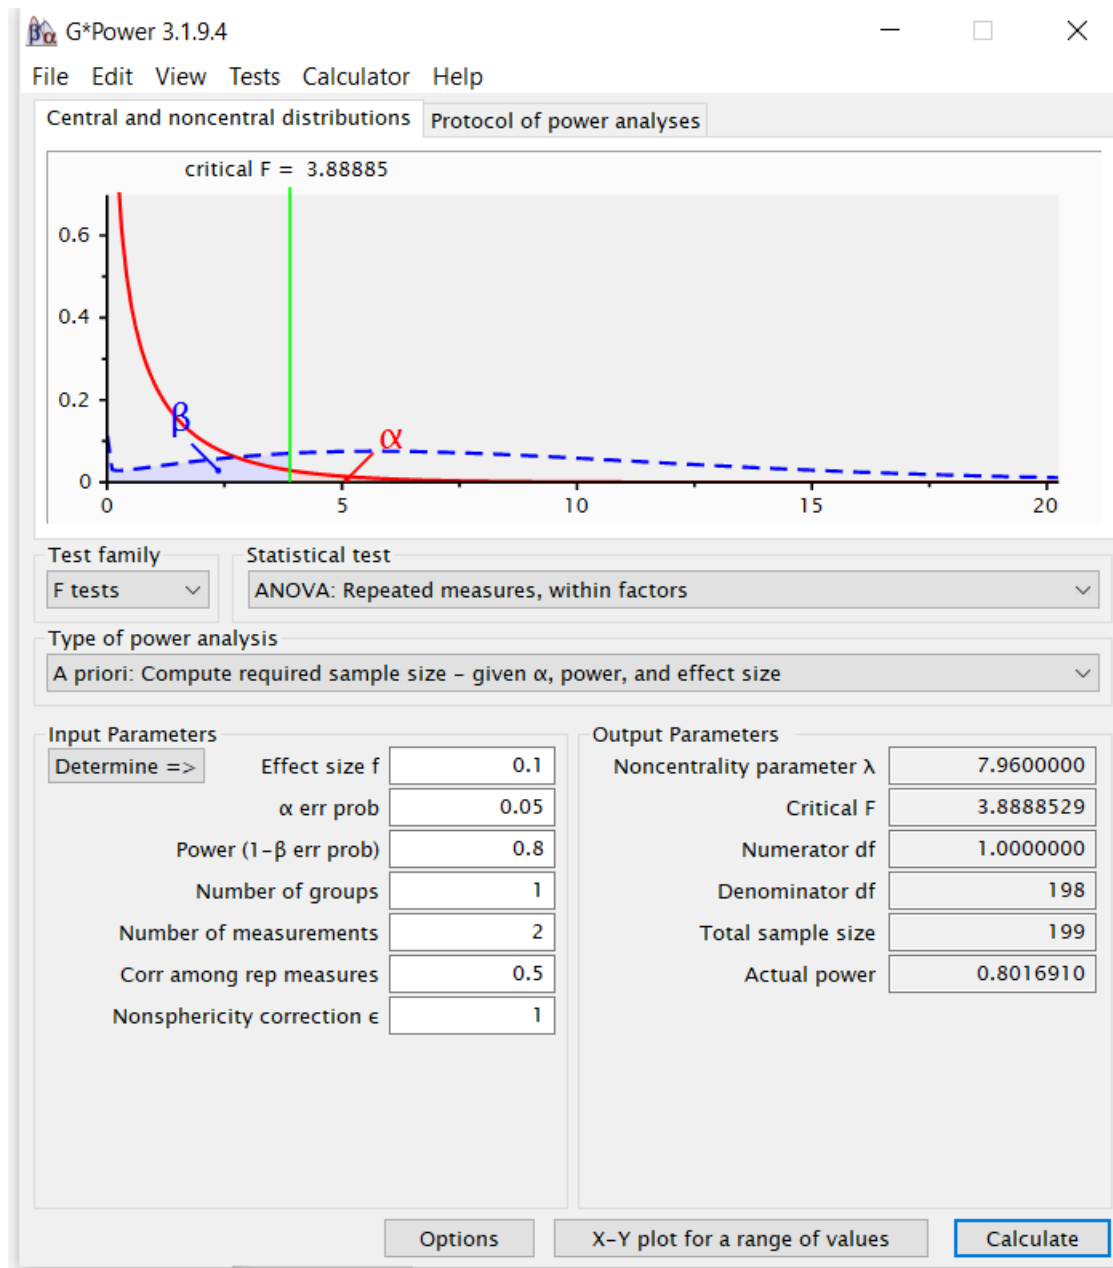 G*Power 3.1.9.4
File Edit View Tests Calculator Help
Central and noncentral distributions Protocol of power analyses
critical F = 3.88885
0.6
0.4
0.2
0
β
α
0 5 10 15 20
Test family Statistical test
F tests ANOVA: Repeated measures, within factors
Type of power analysis
A priori: Compute required sample size – given α, power, and effect size
Input Parameters Output Parameters
Determine => Effect size f 0.1 Noncentrality parameter λ 7.9600000
α err prob 0.05 Critical F 3.8888529
Power (1-β err prob) 0.8 Numerator df 1.0000000
Number of groups 1 Denominator df 198
Number of measurements 2 Total sample size 199
Corr among rep measures 0.5 Actual power 0.8016910
Nonsphericity correction ϵ 1
Options X-Y plot for a range of values Calculate